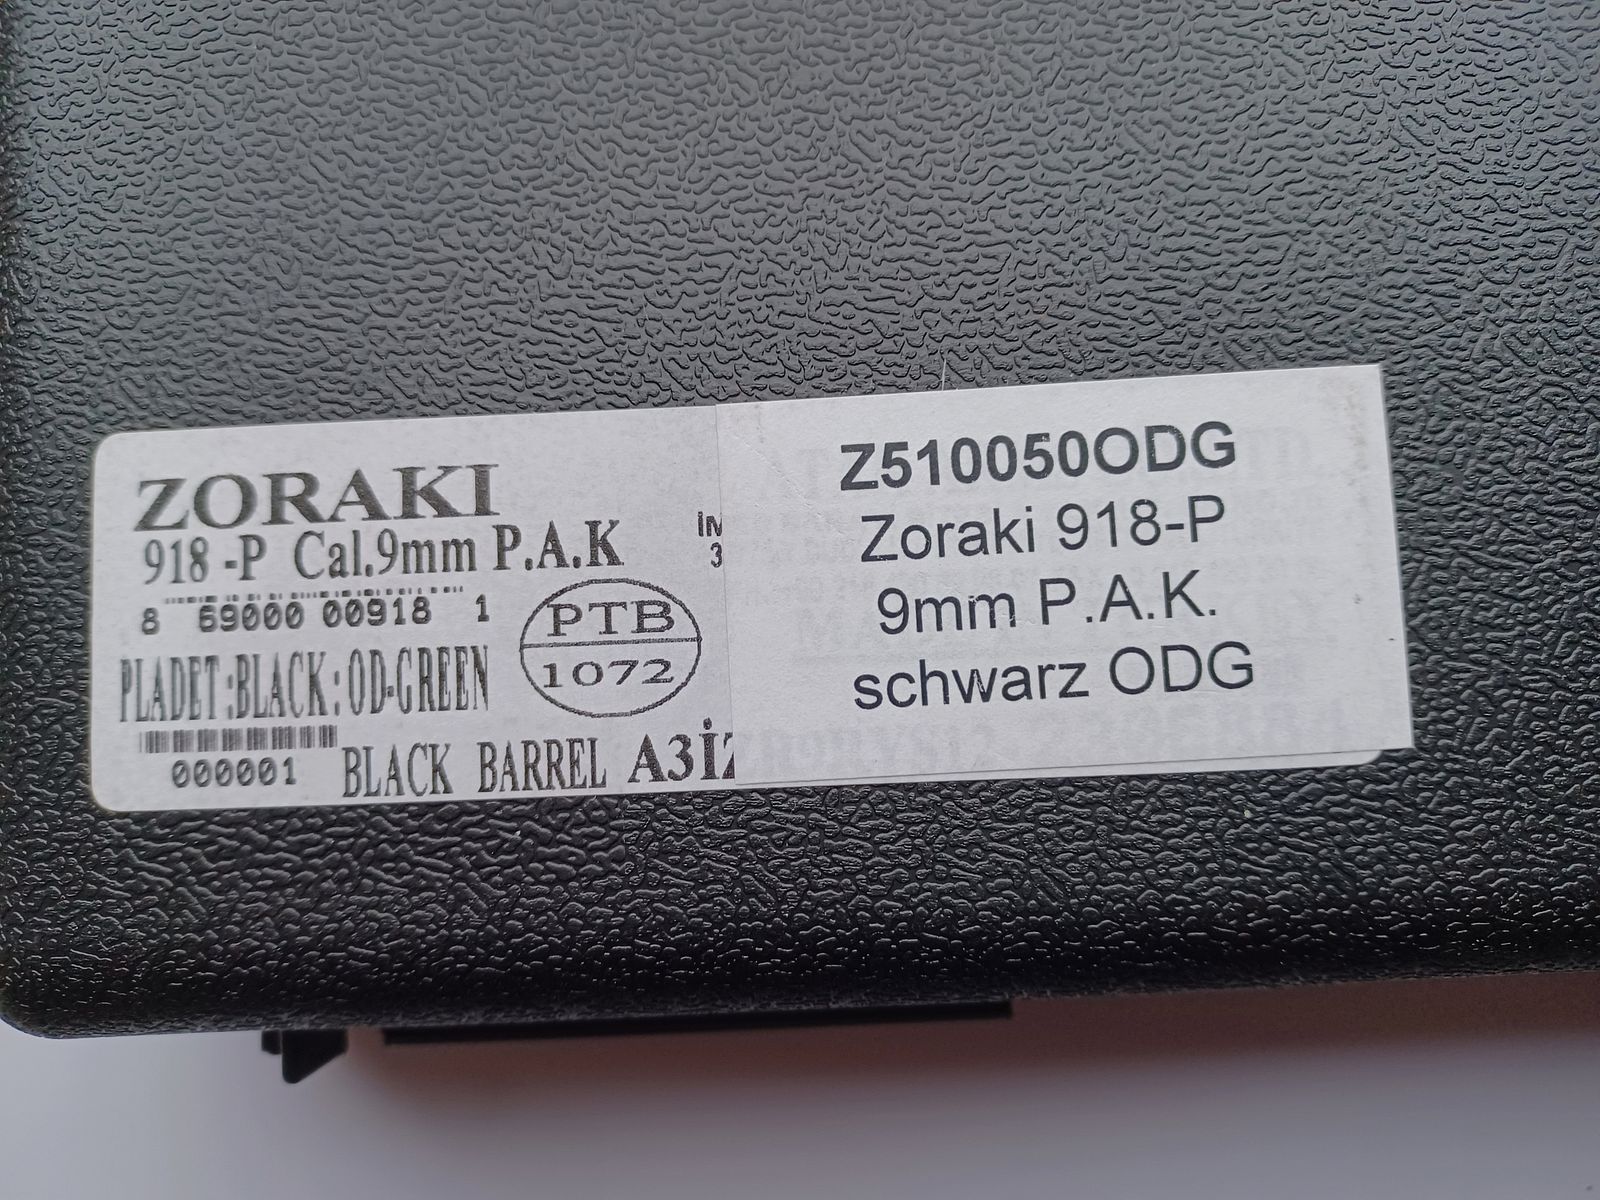 ZORAKI
918 -P Cal.9mm P.A.K
8 69000 00918 1
PTB
1072
PLADET:BLACK:OD-GREEN
000001
BLACK BARREL
Z510050ODG
Zoraki 918-P
9mm P.A.K.
schwarz ODG